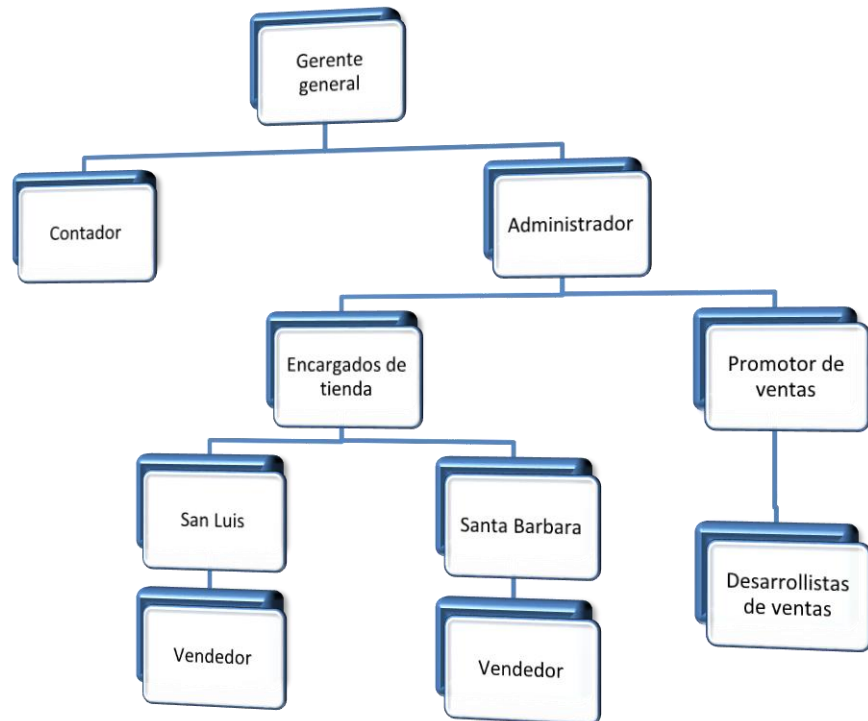 Gerente
general
Contador
Administrador
Encargados de
tienda
Promotor de
ventas
San Luis
Santa Barbara
Desarrollistas
de ventas
Vendedor
Vendedor